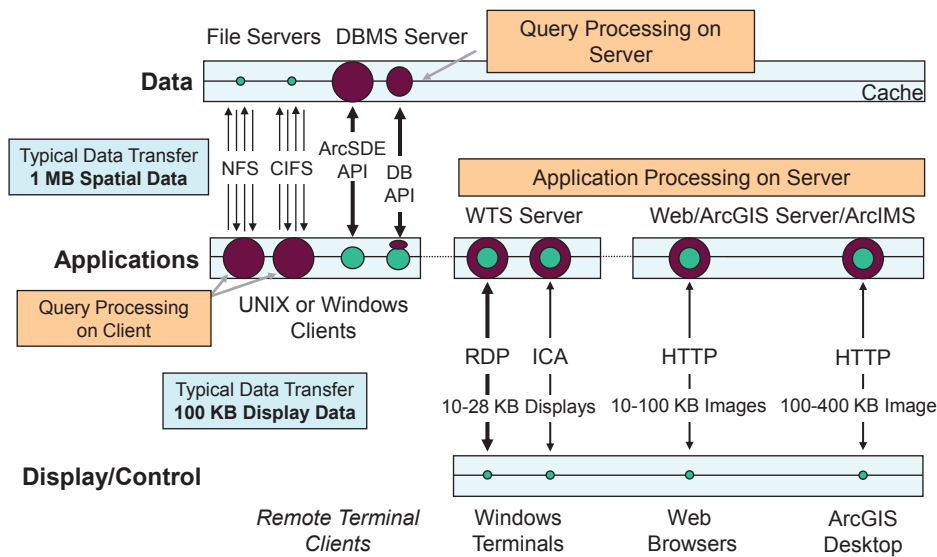 File Servers
DBMS Server
Query Processing on
Server
Data
Cache
Typical Data Transfer
1 MB Spatial Data
NFS
CIFS
ArcSDE
API
DB
API
Application Processing on Server
WTS Server
Web/ArcGIS Server/ArcIMS
Applications
Query Processing
on Client
UNIX or Windows
Clients
RDP
ICA
HTTP
HTTP
Typical Data Transfer
100 KB Display Data
10-28 KB Displays
10-100 KB Images
100-400 KB Image
Display/Control
Remote Terminal
Clients
Windows
Terminals
Web
Browsers
ArcGIS
Desktop